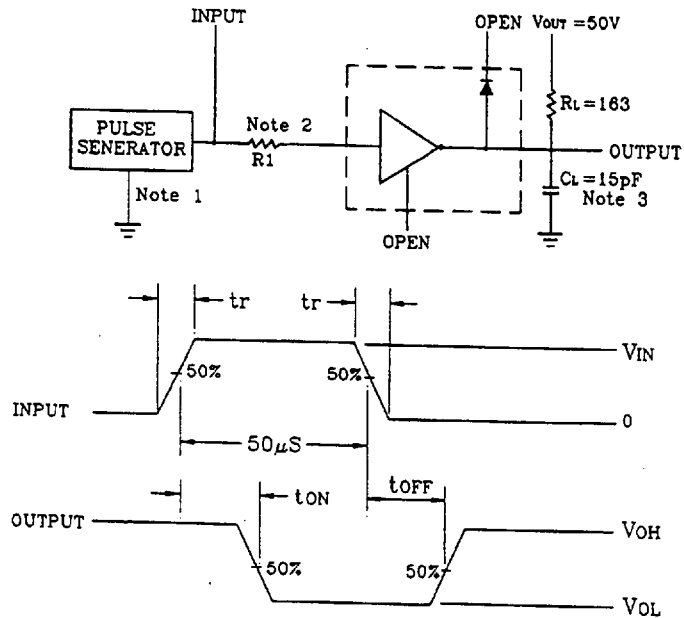 INPUT
OPEN VOUT =50V
PULSE
SENERATOR
Note 2
R1
RL=163
OUTPUT
CL=15pF
Note 3
Note 1
OPEN
tr
tr
VIN
50%
50%
INPUT
0
50μS
tON
tOFF
OUTPUT
VOH
50%
50%
VOL